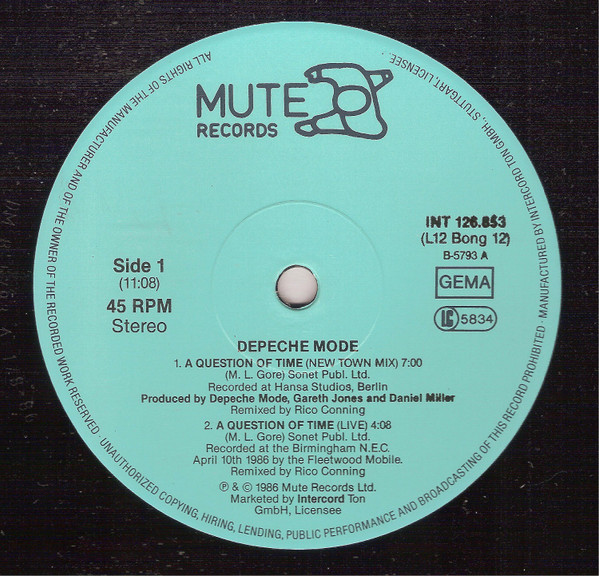 MUTE
RECORDS
INT 126.853
(L12 Bong 12)
B-5793 A
GEMA
LC 5834
Side 1
(11:08)
45 RPM
Stereo
DEPECHE MODE
1. A QUESTION OF TIME (NEW TOWN MIX) 7:00
(M. L. Gore) Sonet Publ. Ltd.
Recorded at Hansa Studios, Berlin
Produced by Depeche Mode, Gareth Jones and Daniel Miller
Remixed by Rico Conning
2. A QUESTION OF TIME (LIVE) 4:08
(M. L. Gore) Sonet Publ. Ltd.
Recorded at the Birmingham N.E.C.
April 10th 1986 by the Fleetwood Mobile.
Remixed by Rico Conning
℗ & © 1986 Mute Records Ltd.
Marketed by Intercord Ton
GmbH, Licensee
ALL RIGHTS OF THE MANUFACTURER AND OF THE OWNER OF THE RECORDED WORK RESERVED · UNAUTHORIZED COPYING, HIRING, LENDING, PUBLIC PERFORMANCE AND BROADCASTING OF THIS RECORD PROHIBITED · MANUFACTURED BY INTERCORD TON GMBH, STUTTGART, LICENSEE.